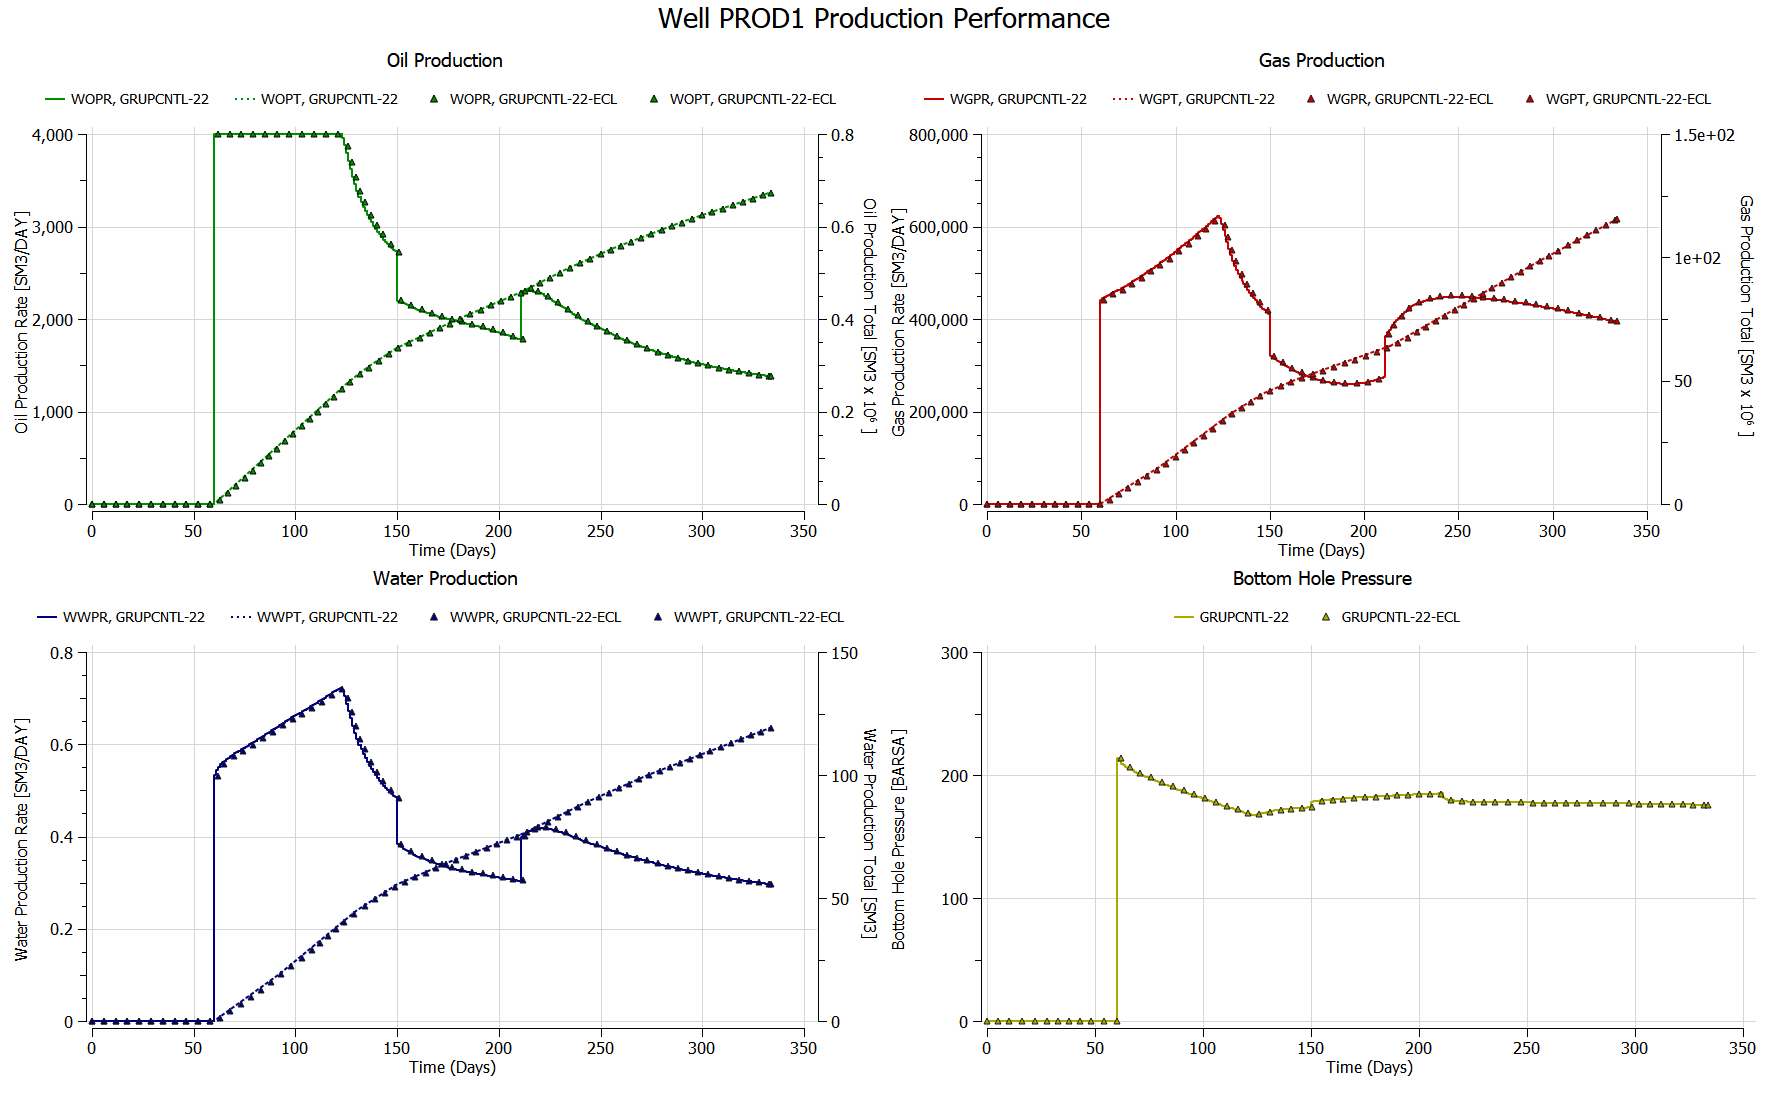 Well PROD1 Production Performance
Oil Production
WOPR, GRUPCNTL-22 WOPT, GRUPCNTL-22 WOPR, GRUPCNTL-22-ECL WOPT, GRUPCNTL-22-ECL
4,000
3,000
2,000
1,000
0
Oil Production Rate [SM3/DAY]
0.8
0.6
0.4
0.2
0
Oil Production Total [SM3 x 10⁶ ]
0 50 100 150 200 250 300 350
Time (Days)
Gas Production
WGPR, GRUPCNTL-22 WGPT, GRUPCNTL-22 WGPR, GRUPCNTL-22-ECL WGPT, GRUPCNTL-22-ECL
800,000
600,000
400,000
200,000
0
Gas Production Rate [SM3/DAY]
1.5e+02
1e+02
50
0
Gas Production Total [SM3 x 10⁶ ]
0 50 100 150 200 250 300 350
Time (Days)
Water Production
WWPR, GRUPCNTL-22 WWPT, GRUPCNTL-22 WWPR, GRUPCNTL-22-ECL WWPT, GRUPCNTL-22-ECL
0.8
0.6
0.4
0.2
0
Water Production Rate [SM3/DAY]
150
100
50
0
Water Production Total [SM3]
0 50 100 150 200 250 300 350
Time (Days)
Bottom Hole Pressure
GRUPCNTL-22 GRUPCNTL-22-ECL
300
200
100
0
Bottom Hole Pressure [BARSA]
0 50 100 150 200 250 300 350
Time (Days)